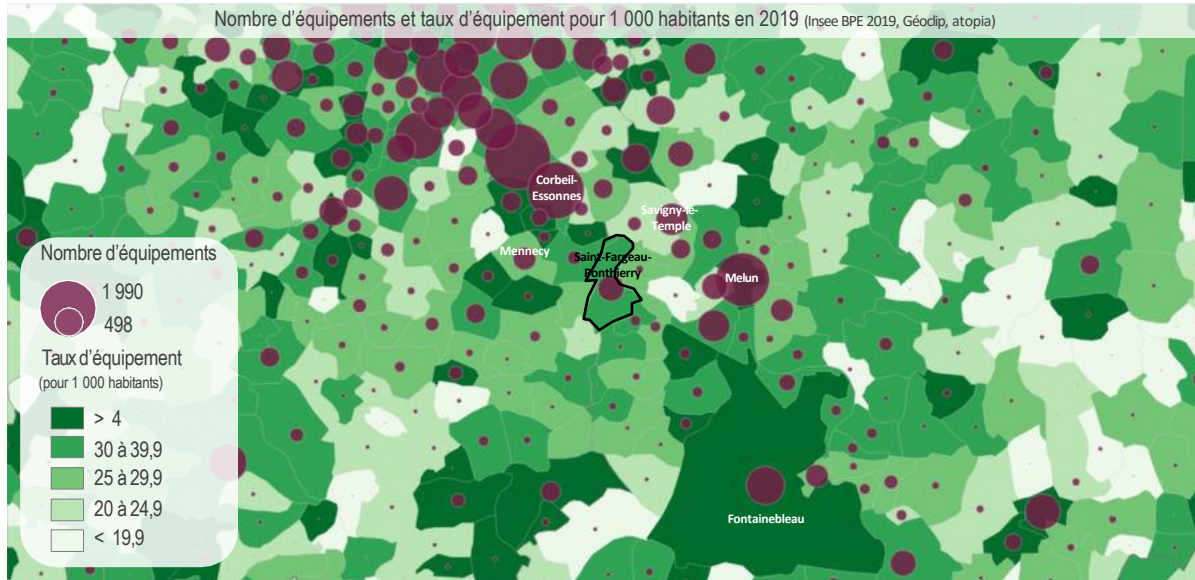 Nombre d'équipements et taux d'équipement pour 1 000 habitants en 2019 (Insee BPE 2019, Géoclip, atopia)
Corbeil-
Essonnes
Savigny-le-
Temple
Mennecy
Saint-Fargeau-
Ponthierry
Melun
Fontainebleau
Nombre d'équipements
1 990
498
Taux d'équipement
(pour 1 000 habitants)
> 4
30 à 39,9
25 à 29,9
20 à 24,9
< 19,9